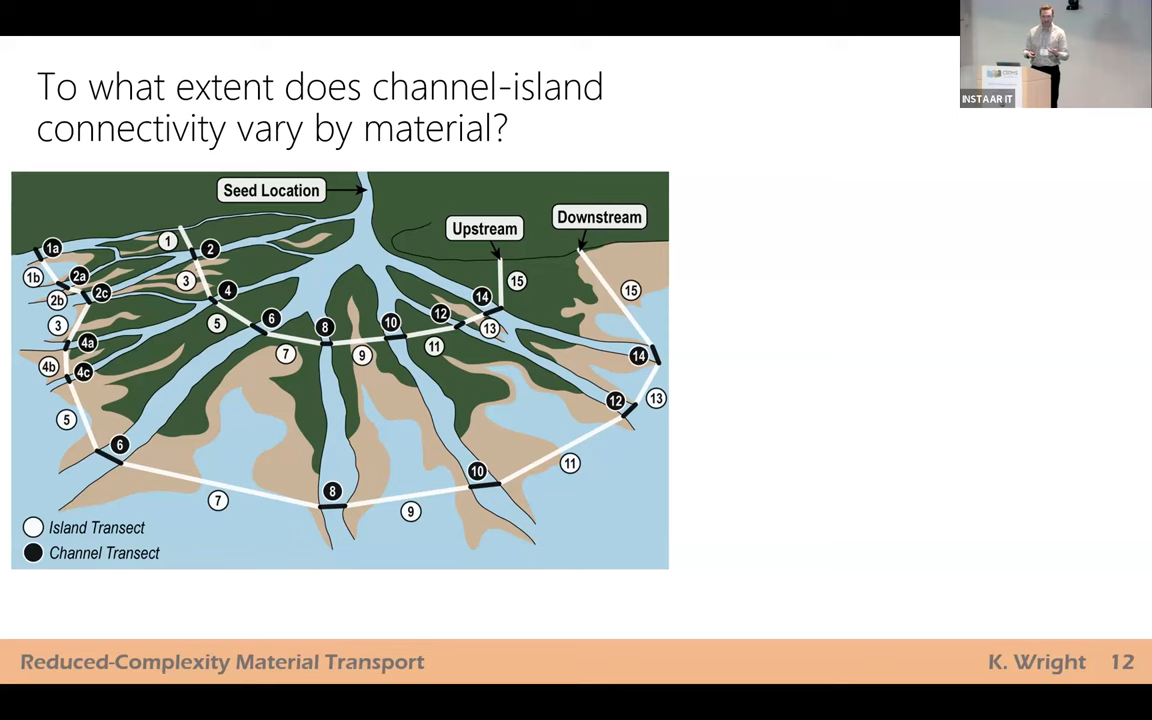 To what extent does channel-island
connectivity vary by material?
INSTAAR IT
Seed Location
Upstream
Downstream
1a
1
2
1b
2a
3
15
15
2b
2c
4
14
3
5
6
8
10
12
13
4a
7
9
11
14
4b
4c
12
13
5
6
10
11
8
7
9
Island Transect
Channel Transect
Reduced-Complexity Material Transport
K. Wright 12